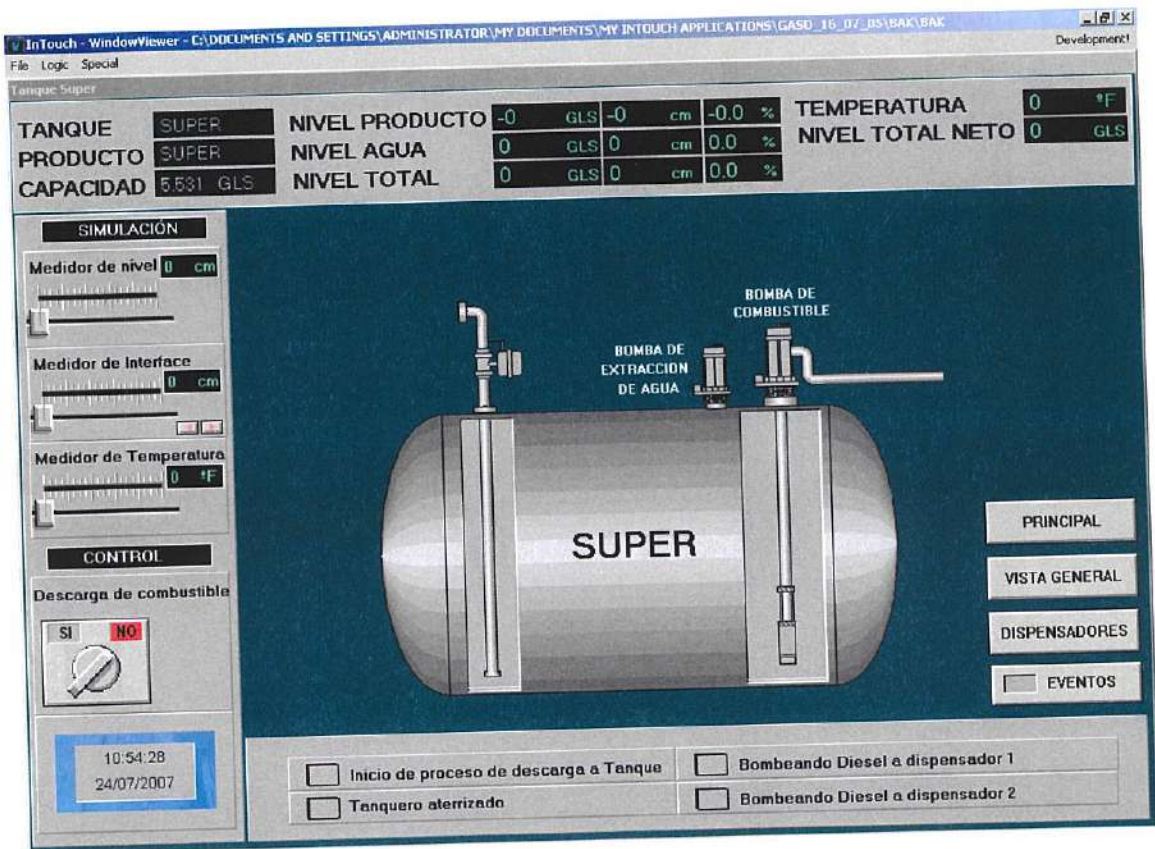 InTouch - WindowViewer - C:\DOCUMENTS AND SETTINGS\ADMINISTRATOR\MY DOCUMENTS\MY INTOUCH APPLICATIONS\GASO_16_07_05\BAK\BAK
File Logic Special
Development!
Tanque Super
TANQUE SUPER
PRODUCTO SUPER
CAPACIDAD 5.531 GLS
NIVEL PRODUCTO -0 GLS -0 cm -0.0 %
NIVEL AGUA 0 GLS 0 cm 0.0 %
NIVEL TOTAL 0 GLS 0 cm 0.0 %
TEMPERATURA 0 ºF
NIVEL TOTAL NETO 0 GLS
SIMULACIÓN
Medidor de nivel 0 cm
Medidor de Interface
0 cm
Medidor de Temperatura
0 ºF
CONTROL
Descarga de combustible
SI NO
10:54:28
24/07/2007
BOMBA DE
COMBUSTIBLE
BOMBA DE
EXTRACCION
DE AGUA
SUPER
PRINCIPAL
VISTA GENERAL
DISPENSADORES
EVENTOS
Inicio de proceso de descarga a Tanque
Tanquero aterrizado
Bombeando Diesel a dispensador 1
Bombeando Diesel a dispensador 2